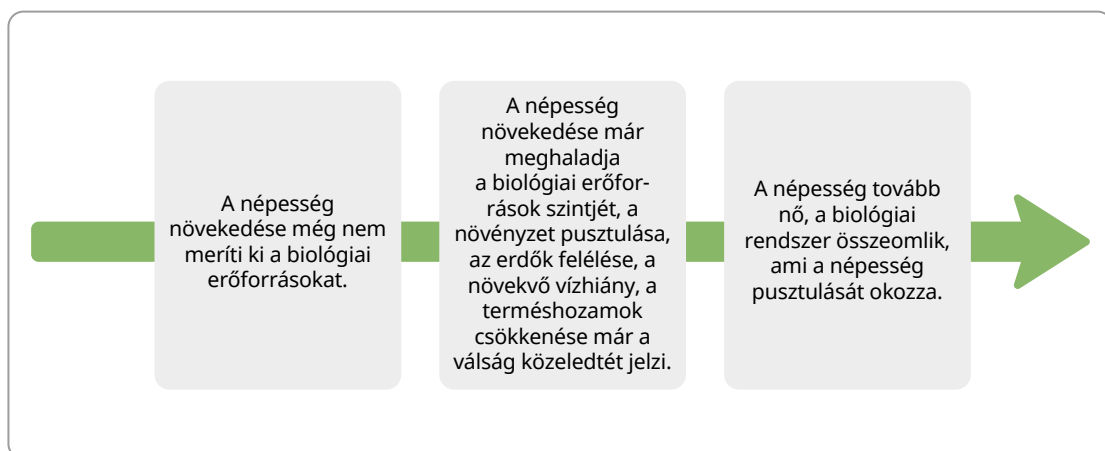 A népesség
növekedése még nem
meríti ki a biológiai
erőforrásokat.
A népesség
növekedése már
meghaladja
a biológiai erőfor-
rások szintjét, a
növényzet pusztulása,
az erdők felélése, a
növekvő vízhiány, a
terméshozamok
csökkenése már a
válság közeledtét jelzi.
A népesség tovább
nő, a biológiai
rendszer összeomlik,
ami a népesség
pusztulását okozza.